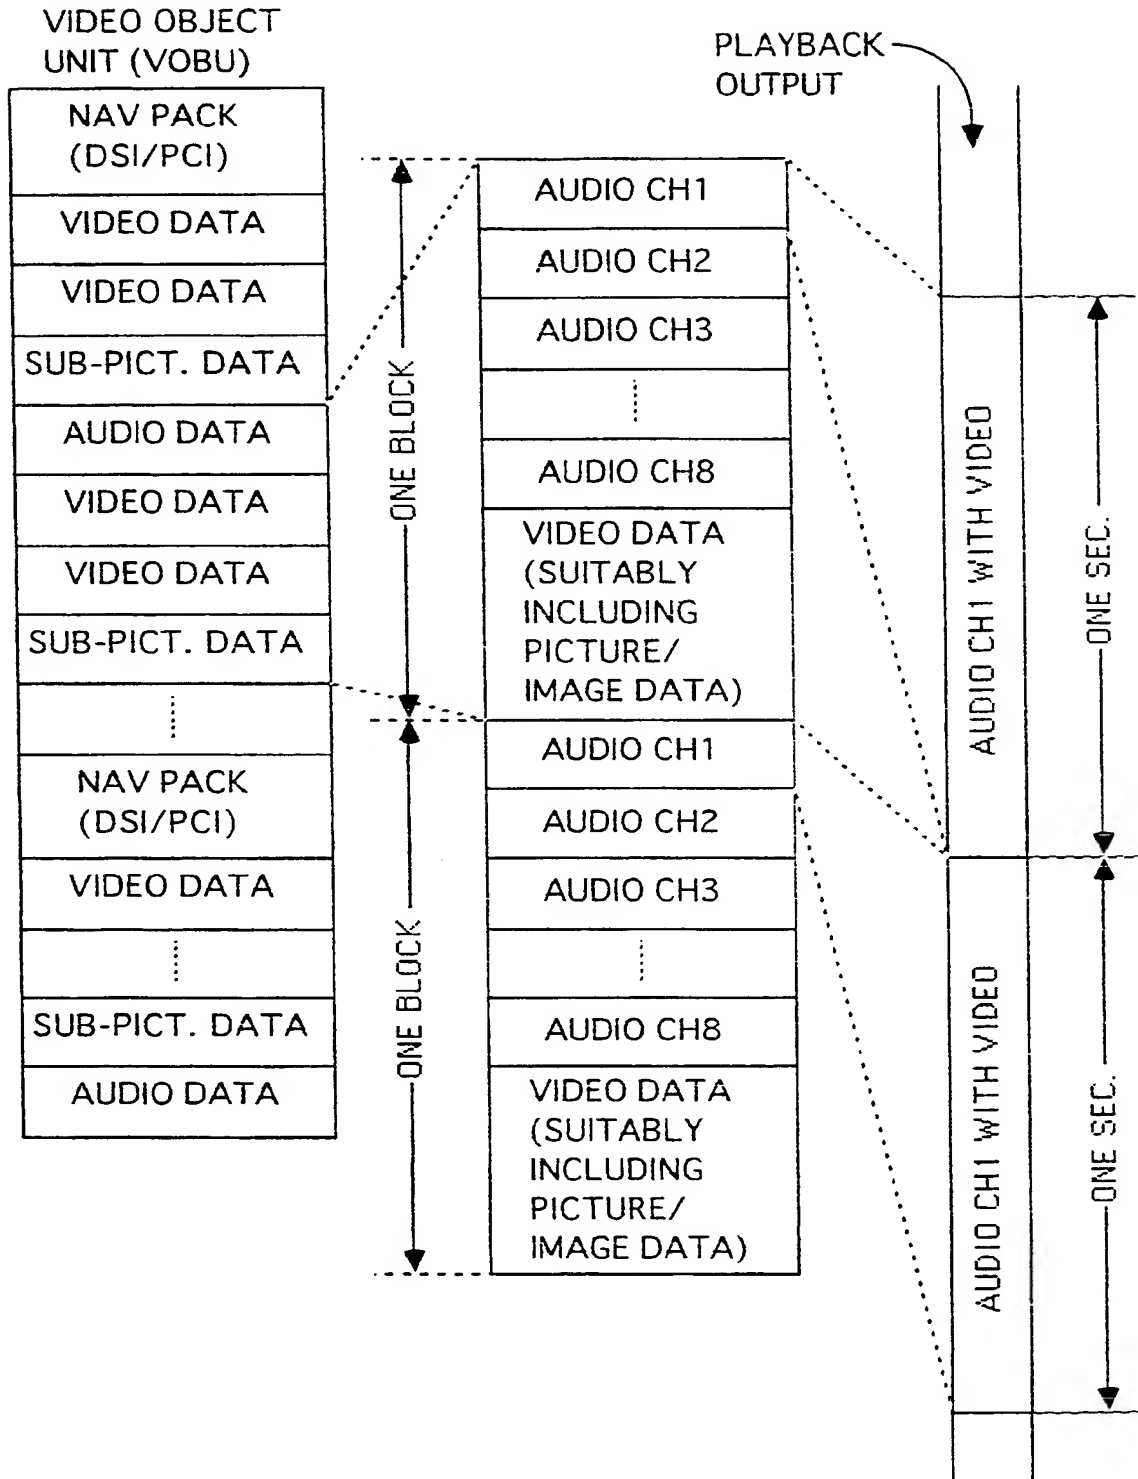 VIDEO OBJECT
UNIT (VOBU)
NAV PACK
(DSI/PCI)
VIDEO DATA
VIDEO DATA
SUB-PICT. DATA
AUDIO DATA
VIDEO DATA
VIDEO DATA
SUB-PICT. DATA
NAV PACK
(DSI/PCI)
VIDEO DATA
SUB-PICT. DATA
AUDIO DATA
ONE BLOCK
ONE BLOCK
AUDIO CH1
AUDIO CH2
AUDIO CH3
AUDIO CH8
VIDEO DATA
(SUITABLY
INCLUDING
PICTURE/
IMAGE DATA)
AUDIO CH1
AUDIO CH2
AUDIO CH3
AUDIO CH8
VIDEO DATA
(SUITABLY
INCLUDING
PICTURE/
IMAGE DATA)
PLAYBACK
OUTPUT
AUDIO CH1 WITH VIDEO
AUDIO CH1 WITH VIDEO
ONE SEC.
ONE SEC.